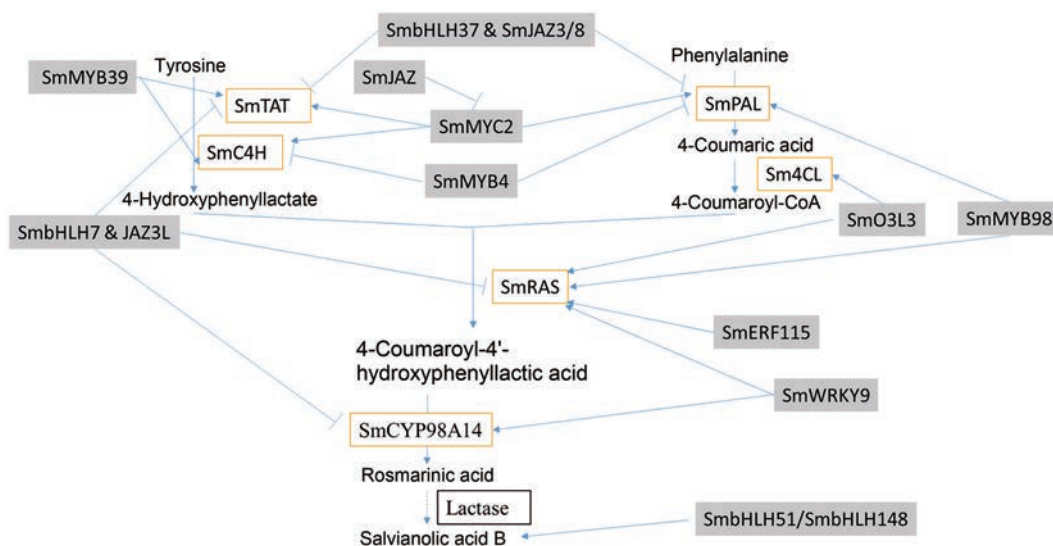 SmbHLH37 & SmJAZ3/8
Phenylalanine
Tyrosine
SmMYB39
SmJAZ
SmTAT
SmPAL
SmMYC2
4-Coumaric acid
SmC4H
Sm4CL
SmMYB4
4-Hydroxyphenyllactate
4-Coumaroyl-CoA
SmbHLH7 & JAZ3L
SmO3L3
SmMYB98
SmRAS
SmERF115
4-Coumaroyl-4'-
hydroxyphenyllactic acid
SmWRKY9
SmCYP98A14
Rosmarinic acid
Lactase
SmbHLH51/SmbHLH148
Salvianolic acid B